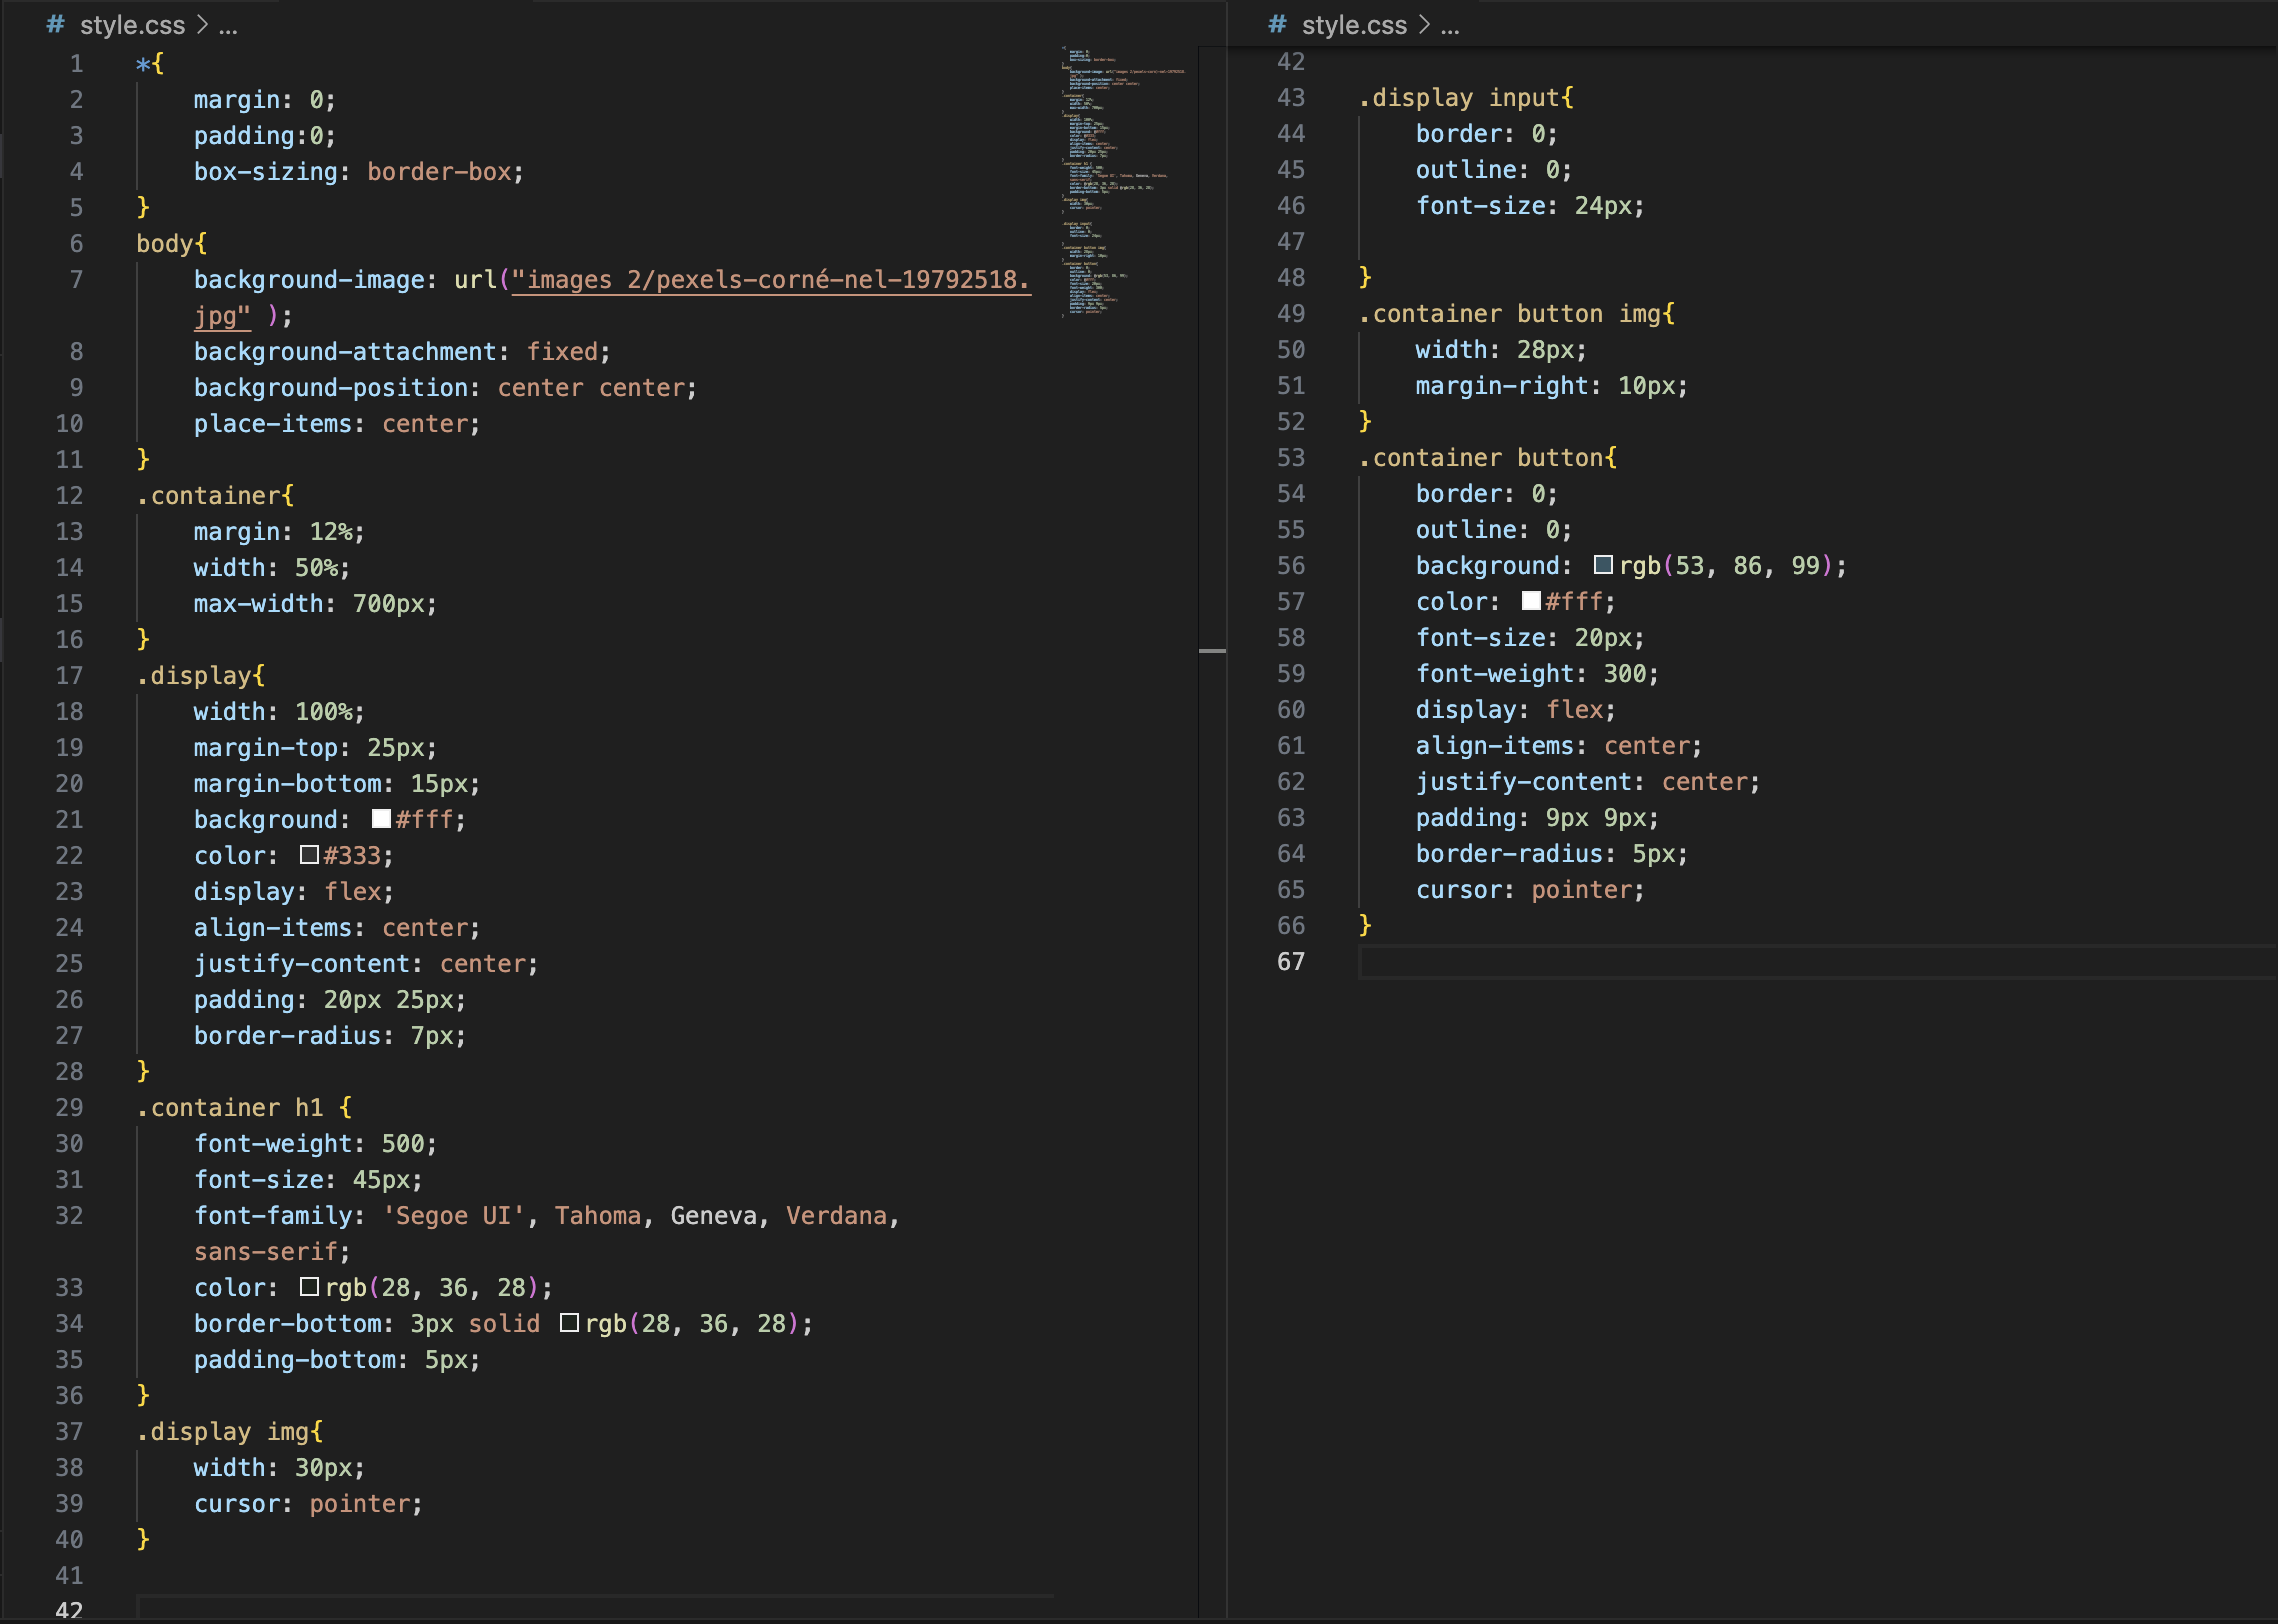 # style.css > ...
1 *{
2     margin: 0;
3     padding:0;
4     box-sizing: border-box;
5 }
6 body{
7     background-image: url("images 2/pexels-corné-nel-19792518.
    jpg" );
8     background-attachment: fixed;
9     background-position: center center;
10     place-items: center;
11 }
12 .container{
13     margin: 12%;
14     width: 50%;
15     max-width: 700px;
16 }
17 .display{
18     width: 100%;
19     margin-top: 25px;
20     margin-bottom: 15px;
21     background: #fff;
22     color: #333;
23     display: flex;
24     align-items: center;
25     justify-content: center;
26     padding: 20px 25px;
27     border-radius: 7px;
28 }
29 .container h1 {
30     font-weight: 500;
31     font-size: 45px;
32     font-family: 'Segoe UI', Tahoma, Geneva, Verdana,
    sans-serif;
33     color: rgb(28, 36, 28);
34     border-bottom: 3px solid rgb(28, 36, 28);
35     padding-bottom: 5px;
36 }
37 .display img{
38     width: 30px;
39     cursor: pointer;
40 }
41
42
# style.css > ...
42
43 .display input{
44     border: 0;
45     outline: 0;
46     font-size: 24px;
47
48 }
49 .container button img{
50     width: 28px;
51     margin-right: 10px;
52 }
53 .container button{
54     border: 0;
55     outline: 0;
56     background: rgb(53, 86, 99);
57     color: #fff;
58     font-size: 20px;
59     font-weight: 300;
60     display: flex;
61     align-items: center;
62     justify-content: center;
63     padding: 9px 9px;
64     border-radius: 5px;
65     cursor: pointer;
66 }
67